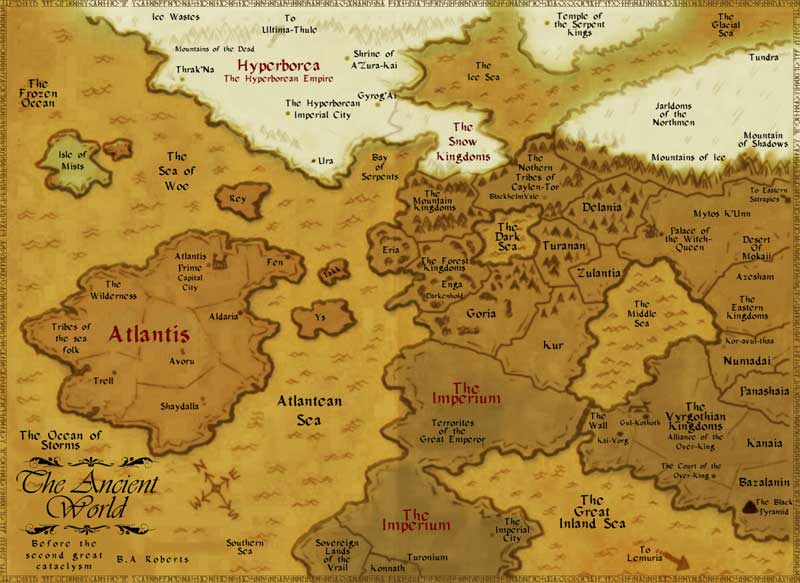 Ice Wastes
To
Ultima-Thule
Temple of
the Serpent
Kings
The
Glacial
Sea
Mountains of the Dead
Shrine of
A'Zura-Kai
Tundra
Thrak'Na
Hyperborea
The Hyperborean Empire
The
Ice Sea
The
Frozen
Ocean
Gyrog'Ai
The Hyperborean
Imperial City
Jarldoms
of the
Northmen
The
Snow
Kingdoms
Mountain
of Shadows
Isle of
Mists
The
Sea of
Woe
Ura
Bay
of
Serpents
Mountains of Ice
The
Nothern
Tribes of
Caylen-Tor
Blackhelm Vale
To Eastern
Satrapies
Rey
The
Mountain
Kingdoms
Delania
Mytos K'Unn
The
Dark
Sea
Palace of
the Witch-
Queen
Desert
Of
Mokaii
Eria
Turanan
Atlantis
Prime
Capital
City
Fen
Takk
The Forest
Kingdoms
Zulantia
Azesham
The
Wilderness
Enga
Darkenhold
The
Middle
Sea
The
Eastern
Kingdoms
Aldaria
Ys
Goria
Tribes of
the sea
folk
Atlantis
Kur
Kor-avul-thaa
Avoru
Numadai
Trell
The
Imperium
Panashaia
Shaydalla
Atlantean
Sea
Terrorites
of the
Great Emperor
The
Wall
The
Vyrgothian
Kingdoms
Gul-Kothoth
Alliance of the
Over-King
Kai-Vorg
Kanaia
The Ocean of
Storms
The Court of the
Over-King
Bazalanin
The Ancient
World
N
E
S
W
The
Great
Inland Sea
The Black
Pyramid
The
Imperium
The
Imperial
City
Before the
second great
cataclysm
B.A Roberts
Southern
Sea
Sovereign
Lands
of the
Vrail
Turonium
Konnath
To
Lemuria